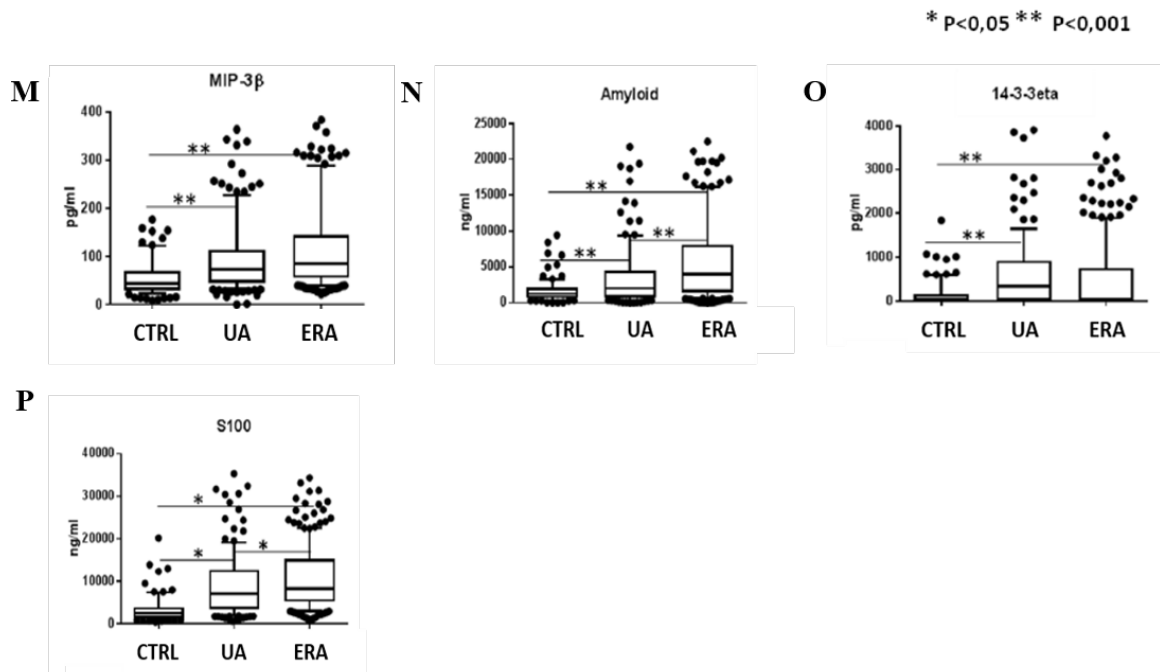 * P<0,05 ** P<0,001
M
MIP-3β
pg/ml
400
300
200
100
0
**
**
CTRL UA ERA
N
Amyloid
ng/ml
25000
20000
15000
10000
5000
0
**
**
**
CTRL UA ERA
O
14-3-3eta
pg/ml
4000
3000
2000
1000
0
**
**
CTRL UA ERA
P
S100
ng/ml
40000
30000
20000
10000
0
*
*
*
CTRL UA ERA